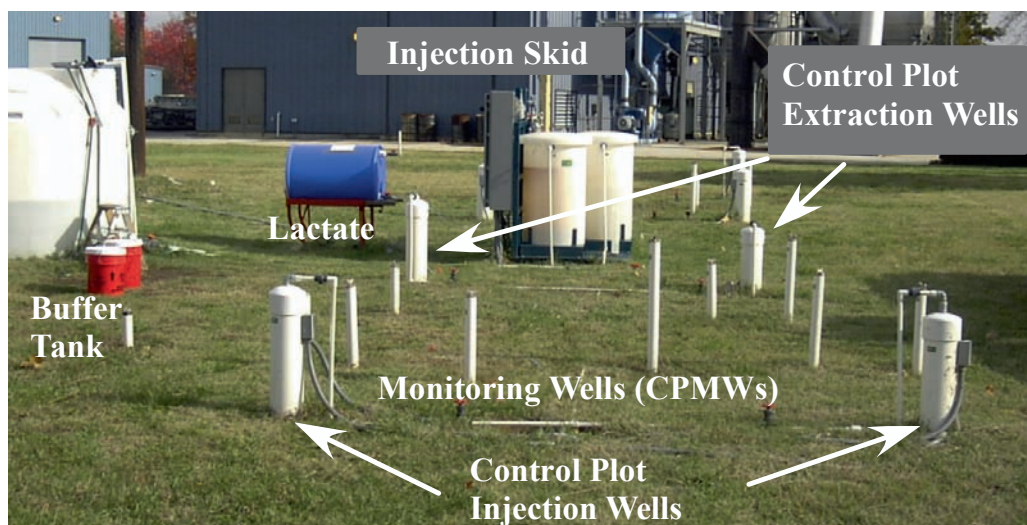 Injection Skid
Control Plot
Extraction Wells
Lactate
Buffer
Tank
Monitoring Wells (CPMWs)
Control Plot
Injection Wells